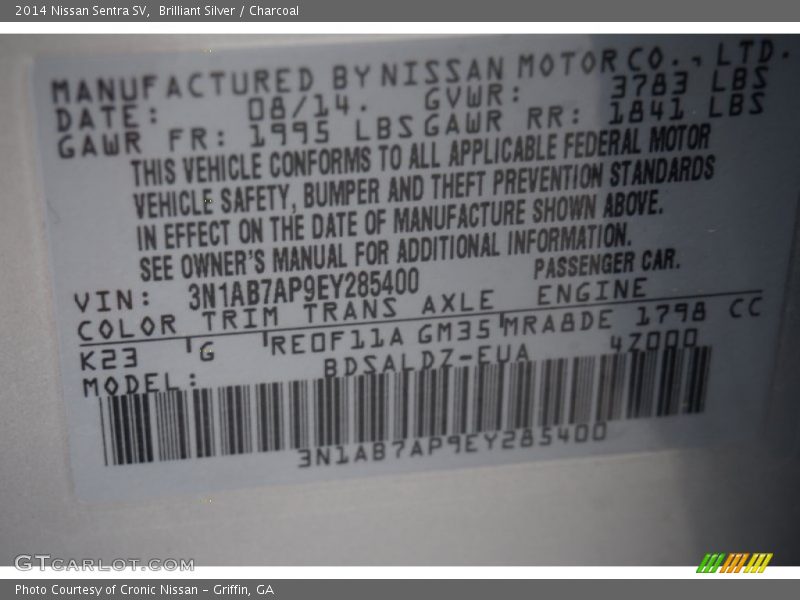 2014 Nissan Sentra SV, Brilliant Silver / Charcoal
MANUFACTURED BY NISSAN MOTOR CO., LTD.
DATE: 08/14. GVWR: 3783 LBS
GAWR FR: 1995 LBS GAWR RR: 1841 LBS
THIS VEHICLE CONFORMS TO ALL APPLICABLE FEDERAL MOTOR
VEHICLE SAFETY, BUMPER AND THEFT PREVENTION STANDARDS
IN EFFECT ON THE DATE OF MANUFACTURE SHOWN ABOVE.
SEE OWNER'S MANUAL FOR ADDITIONAL INFORMATION.
VIN: 3N1AB7AP9EY285400 PASSENGER CAR.
COLOR TRIM TRANS AXLE ENGINE
K23 G RE0F11A GM35 MRA8DE 1798 CC
MODEL: BDSALDZ-EUA 4Z000
3N1AB7AP9EY285400
GTCARLOT.COM
Photo Courtesy of Cronic Nissan - Griffin, GA